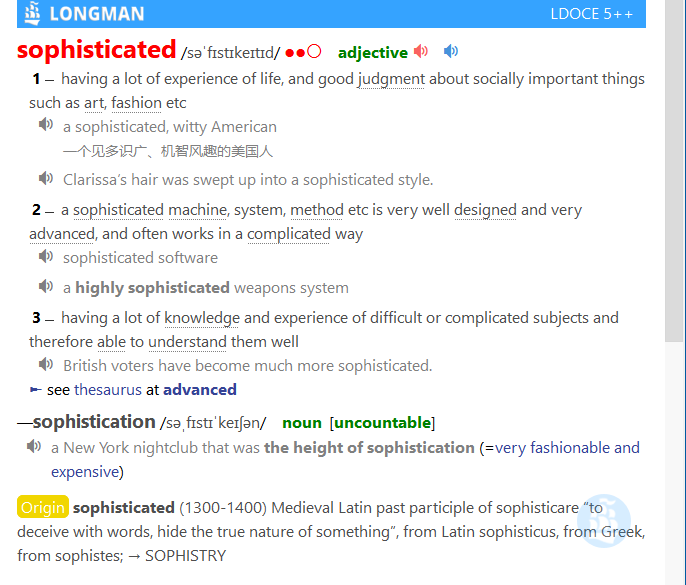 LONGMAN LDOCE 5++
sophisticated /səˈfɪstɪkeɪtɪd/ ●●○ adjective
1 – having a lot of experience of life, and good judgment about socially important things
such as art, fashion etc
a sophisticated, witty American
一个见多识广、机智风趣的美国人
Clarissa’s hair was swept up into a sophisticated style.
2 – a sophisticated machine, system, method etc is very well designed and very
advanced, and often works in a complicated way
sophisticated software
a highly sophisticated weapons system
3 – having a lot of knowledge and experience of difficult or complicated subjects and
therefore able to understand them well
British voters have become much more sophisticated.
➼ see thesaurus at advanced
—sophistication /səˌfɪstɪˈkeɪʃən/ noun [uncountable]
a New York nightclub that was the height of sophistication (=very fashionable and
expensive)
Origin sophisticated (1300-1400) Medieval Latin past participle of sophisticare “to
deceive with words, hide the true nature of something”, from Latin sophisticus, from Greek,
from sophistes; → SOPHISTRY